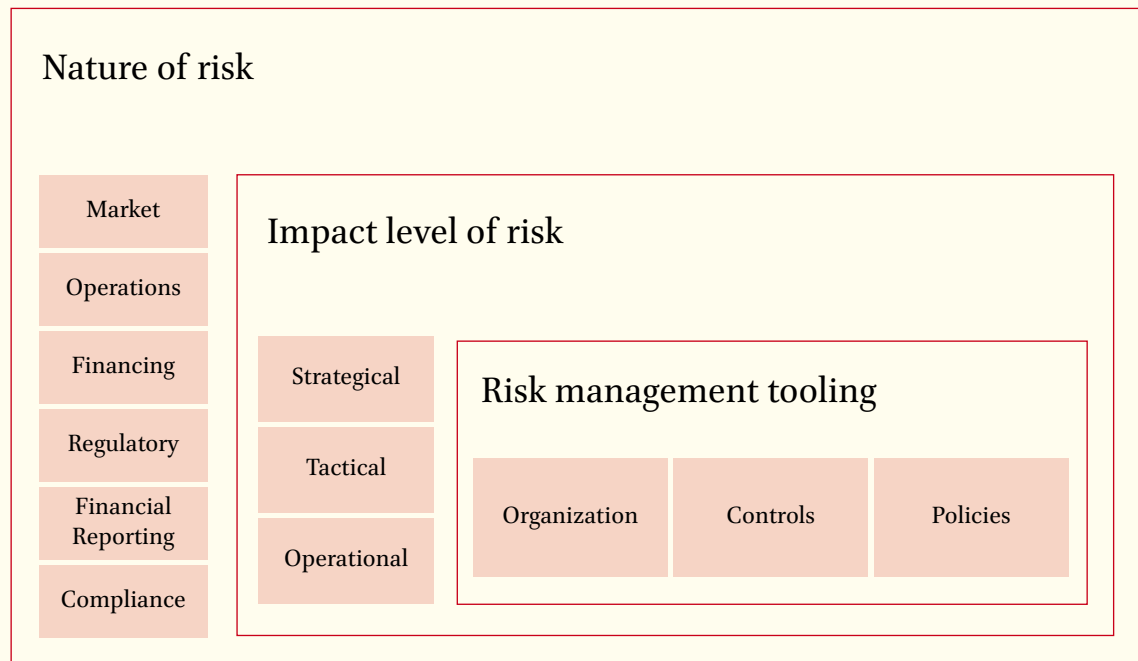 Nature of risk
Market
Operations
Financing
Regulatory
Financial
Reporting
Compliance
Impact level of risk
Strategical
Tactical
Operational
Risk management tooling
Organization
Controls
Policies